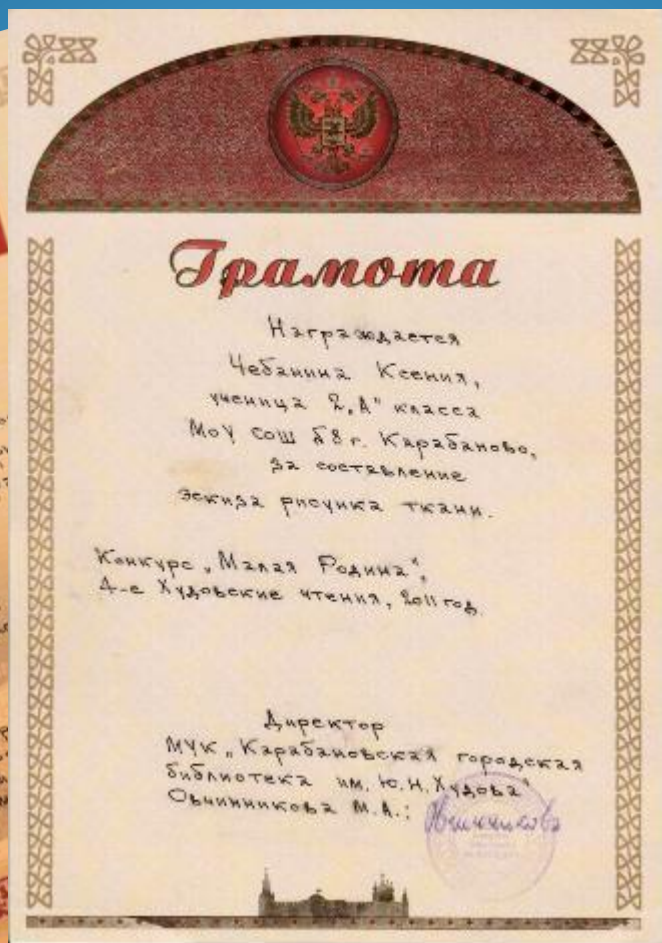 Грамота
Награждается
Чебанина Ксения,
ученица 2„А" класса
МОУ СОШ №8 г. Карабаново,
за составление
эскиза рисунка ткани.
Конкурс „Малая Родина",
4-е Худовские чтения, 2011 год.
Директор
МУК „Карабановская городская
библиотека им. Ю.Н.Худова"
Овчинникова М.А.: